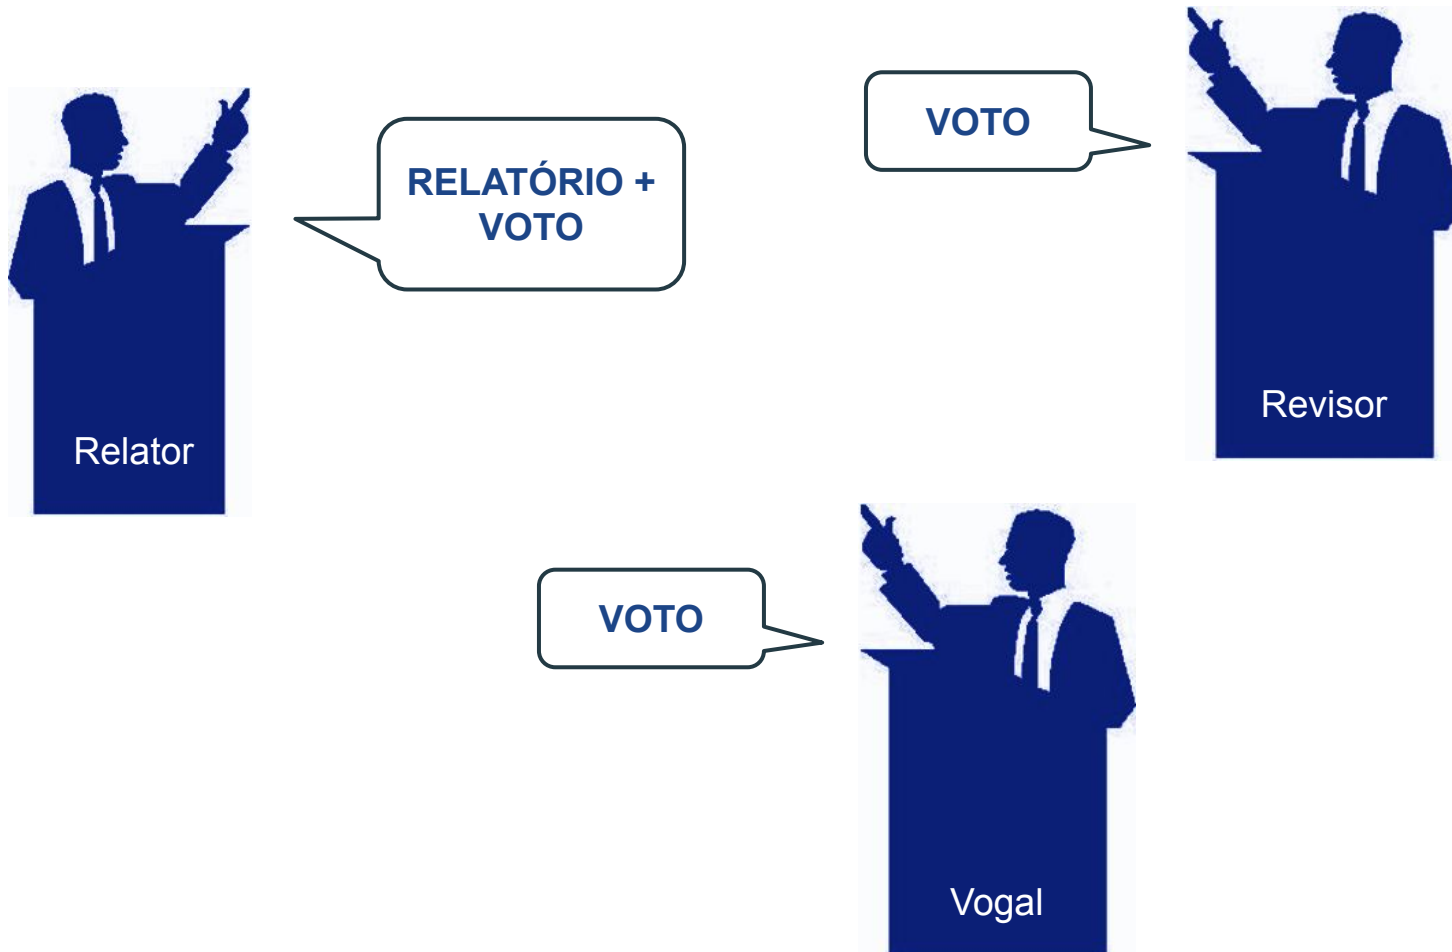 RELATÓRIO +
VOTO
Relator
VOTO
Revisor
VOTO
Vogal